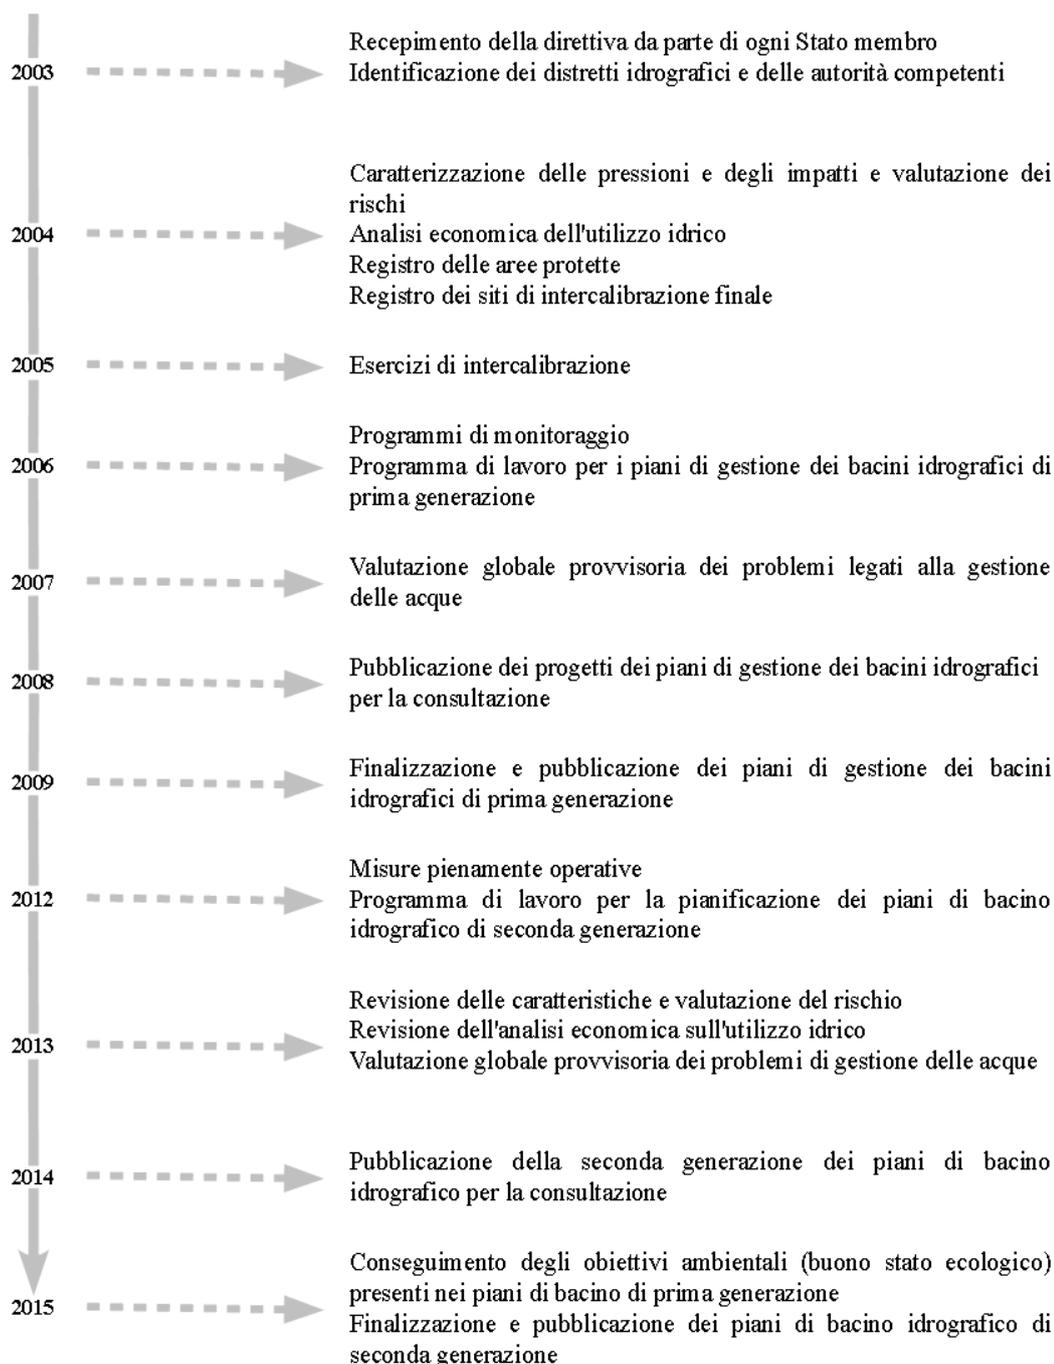 Recepimento della direttiva da parte di ogni Stato membro
2003
Identificazione dei distretti idrografici e delle autorità competenti
Caratterizzazione delle pressioni e degli impatti e valutazione dei
rischi
2004
Analisi economica dell'utilizzo idrico
Registro delle aree protette
Registro dei siti di intercalibrazione finale
2005
Esercizi di intercalibrazione
Programmi di monitoraggio
2006
Programma di lavoro per i piani di gestione dei bacini idrografici di
prima generazione
2007
Valutazione globale provvisoria dei problemi legati alla gestione
delle acque
2008
Pubblicazione dei progetti dei piani di gestione dei bacini idrografici
per la consultazione
2009
Finalizzazione e pubblicazione dei piani di gestione dei bacini
idrografici di prima generazione
Misure pienamente operative
2012
Programma di lavoro per la pianificazione dei piani di bacino
idrografico di seconda generazione
Revisione delle caratteristiche e valutazione del rischio
2013
Revisione dell'analisi economica sull'utilizzo idrico
Valutazione globale provvisoria dei problemi di gestione delle acque
2014
Pubblicazione della seconda generazione dei piani di bacino
idrografico per la consultazione
Conseguimento degli obiettivi ambientali (buono stato ecologico)
presenti nei piani di bacino di prima generazione
2015
Finalizzazione e pubblicazione dei piani di bacino idrografico di
seconda generazione